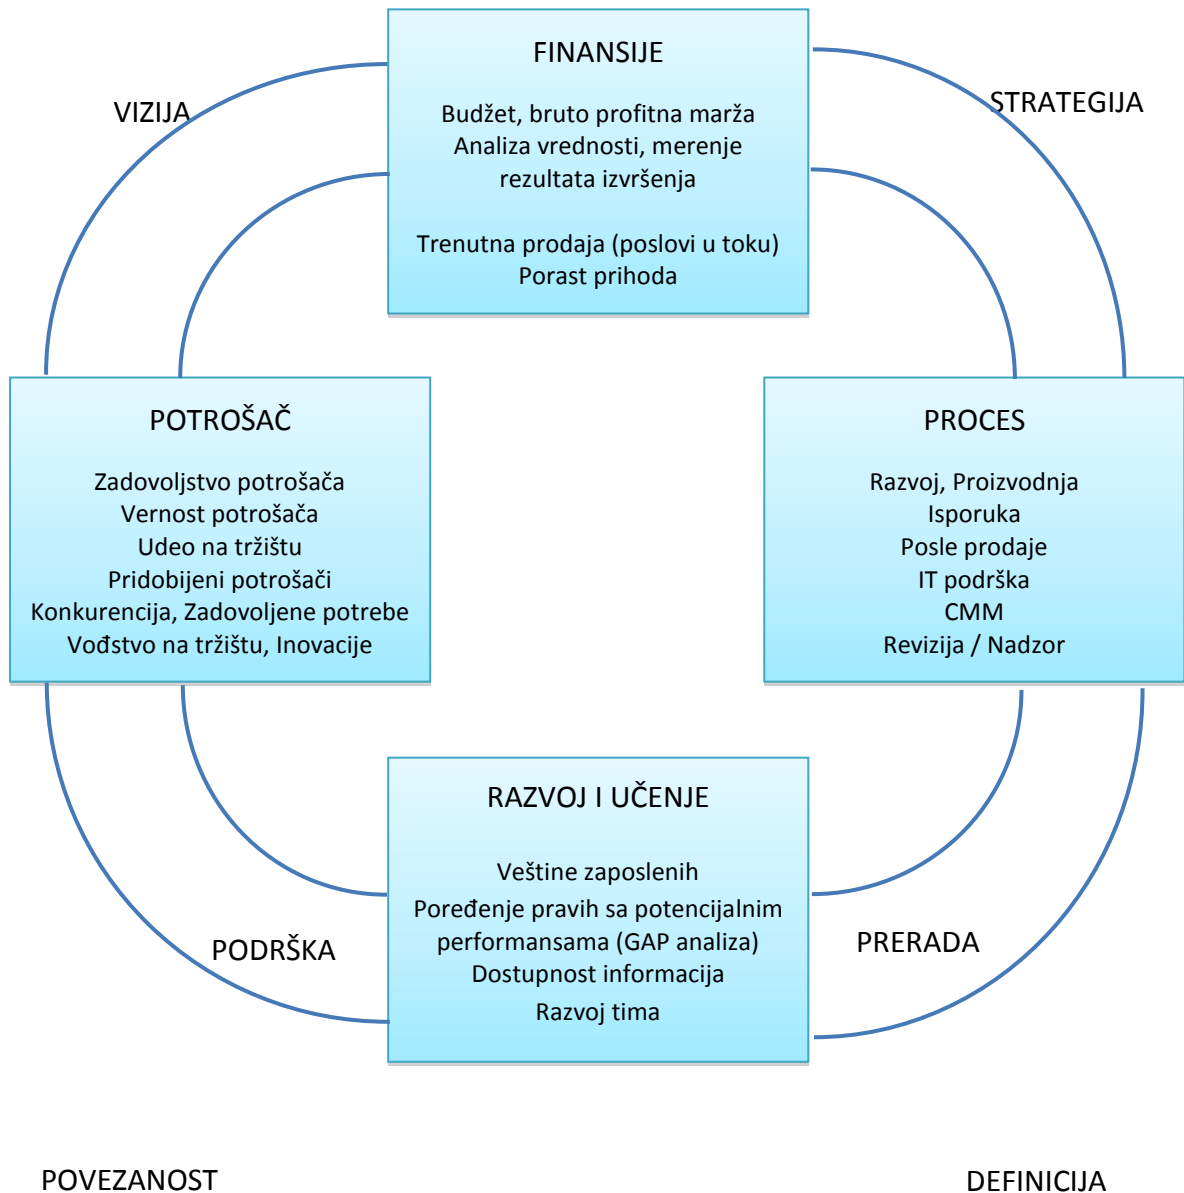 FINANSIJE
Budžet, bruto profitna marža
Analiza vrednosti, merenje
rezultata izvršenja
Trenutna prodaja (poslovi u toku)
Porast prihoda
VIZIJA
STRATEGIJA
POTROŠAČ
Zadovoljstvo potrošača
Vernost potrošača
Udeo na tržištu
Pridobijeni potrošači
Konkurencija, Zadovoljene potrebe
Vođstvo na tržištu, Inovacije
PROCES
Razvoj, Proizvodnja
Isporuka
Posle prodaje
IT podrška
CMM
Revizija / Nadzor
RAZVOJ I UČENJE
Veštine zaposlenih
Poređenje pravih sa potencijalnim
performansama (GAP analiza)
Dostupnost informacija
Razvoj tima
PODRŠKA
PRERADA
POVEZANOST
DEFINICIJA